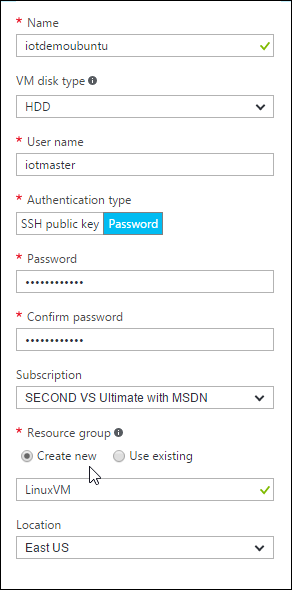 * Name
iotdemoubuntu
VM disk type
HDD
* User name
iotmaster
* Authentication type
SSH public key Password
* Password
••••••••••••
* Confirm password
••••••••••••
Subscription
SECOND VS Ultimate with MSDN
* Resource group
Create new Use existing
LinuxVM
Location
East US